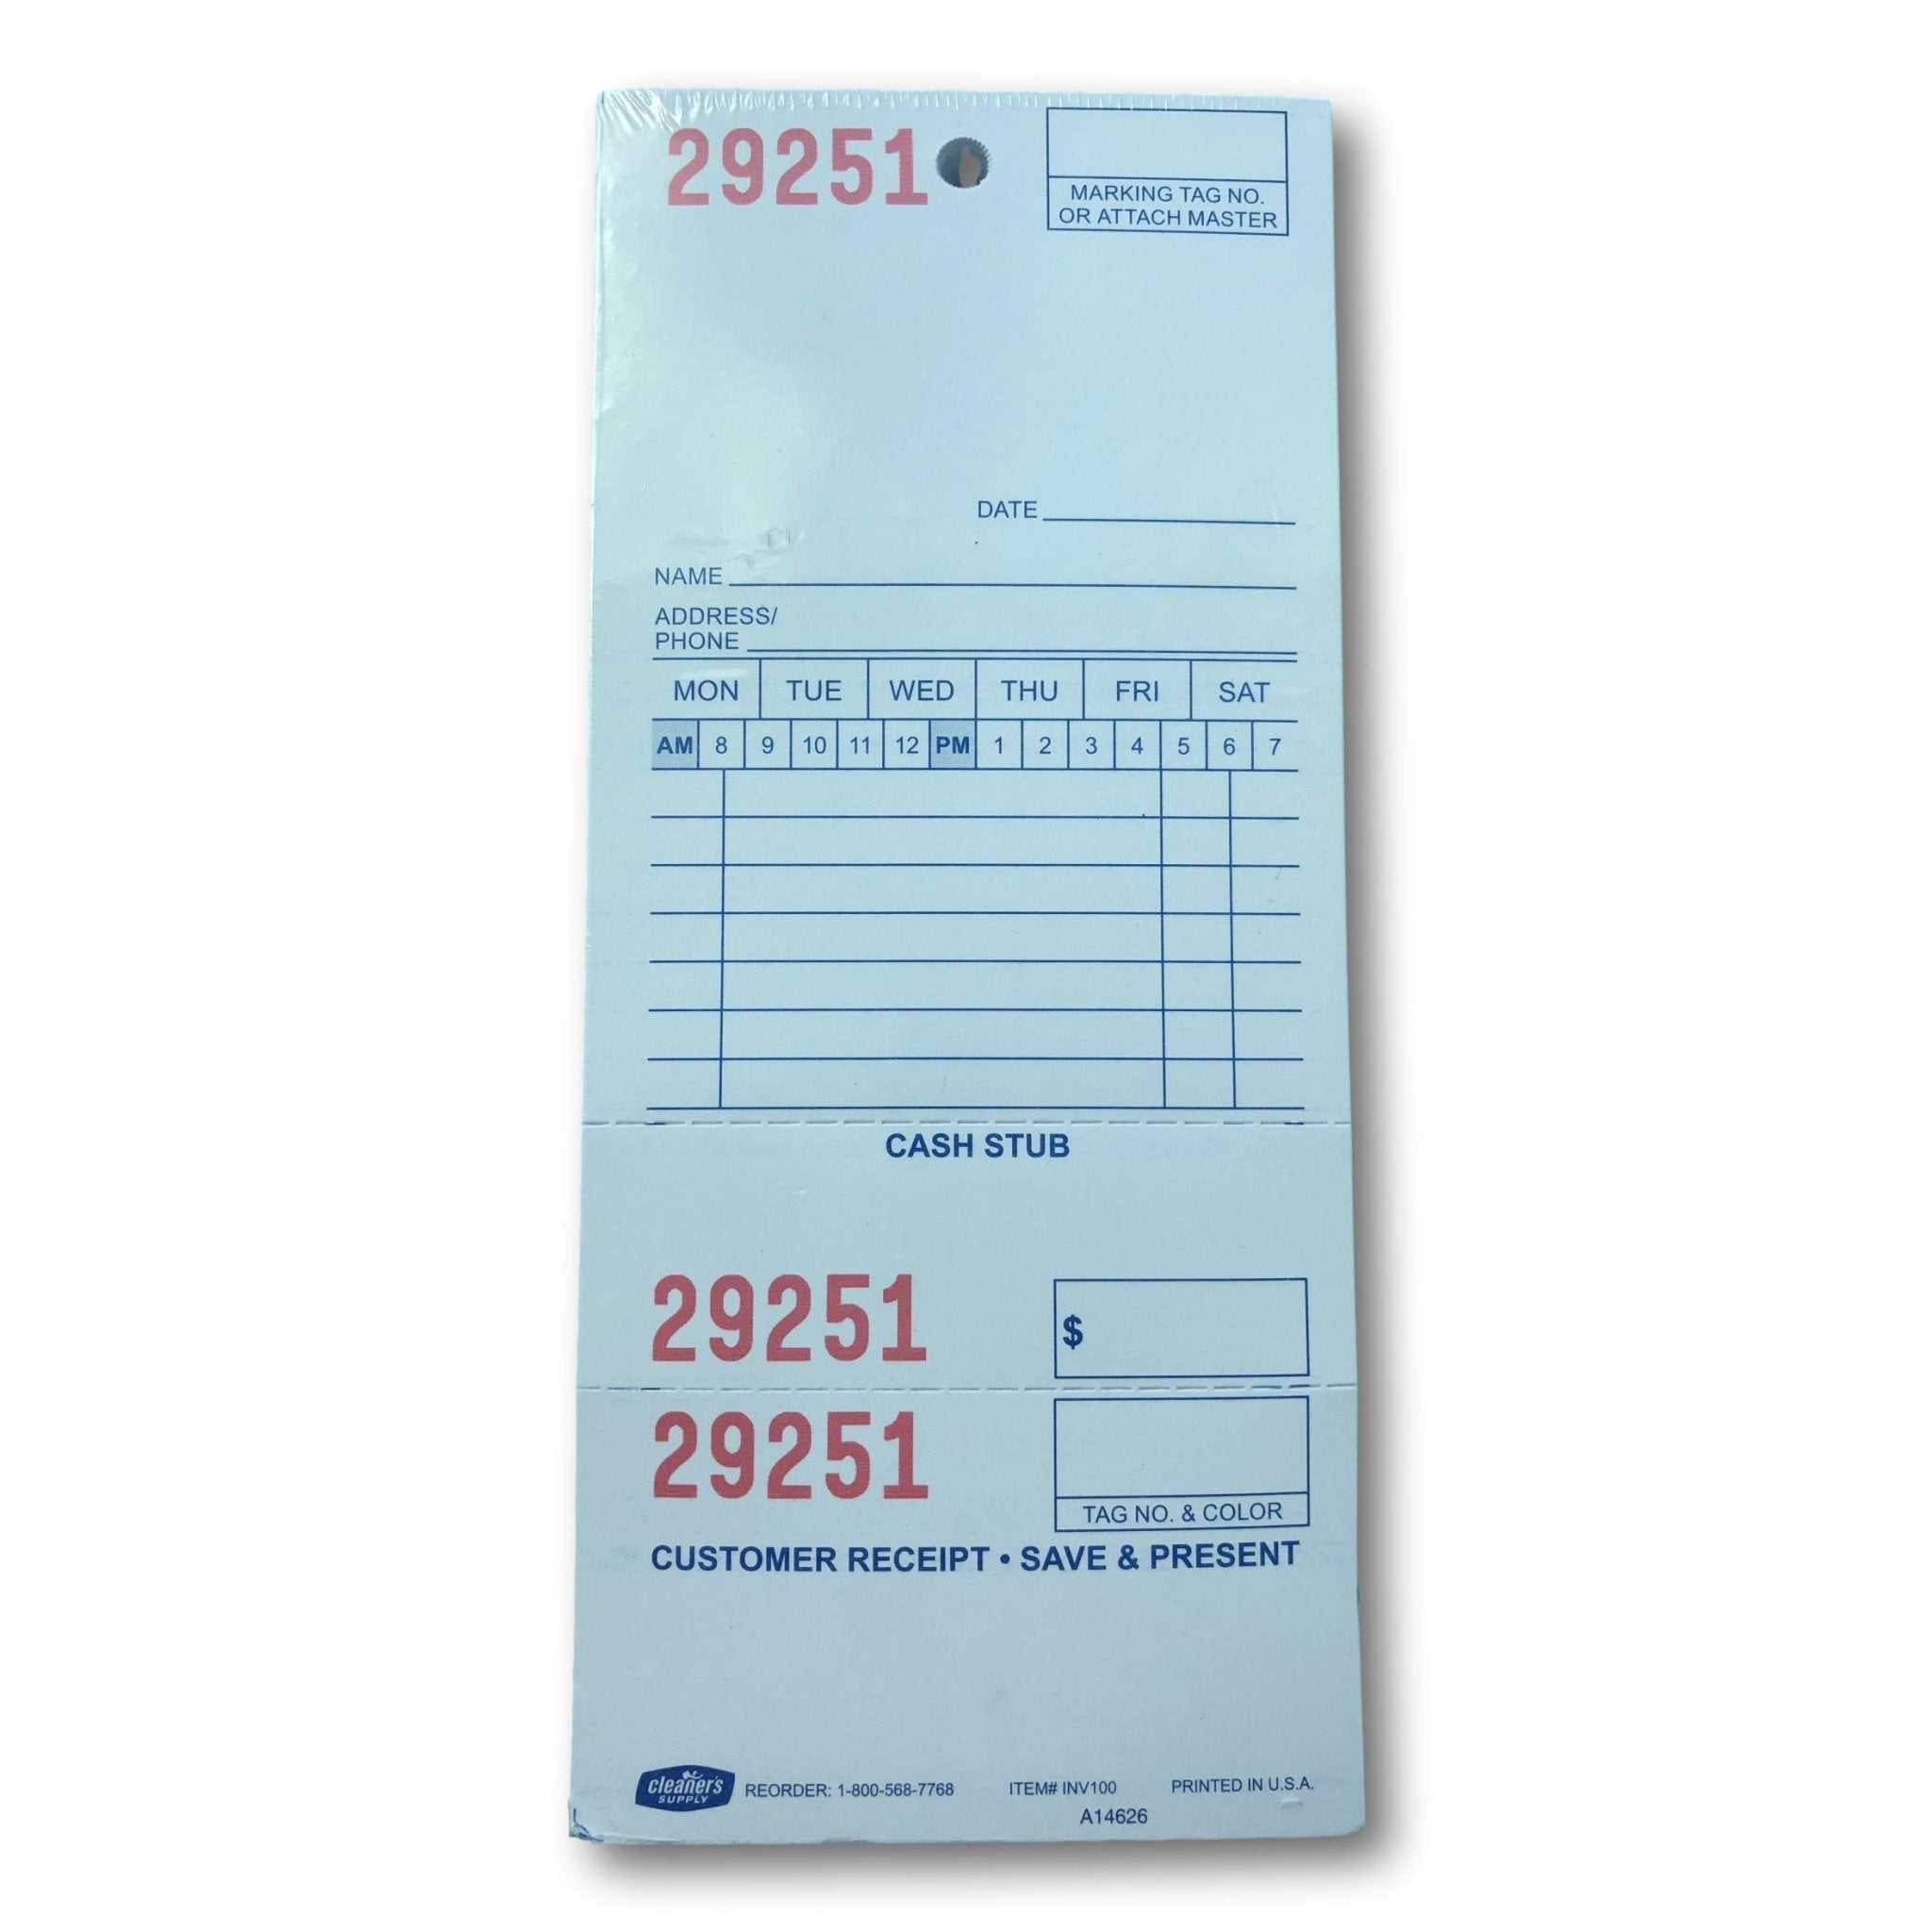 29251
MARKING TAG NO.
OR ATTACH MASTER
DATE
NAME
ADDRESS/
PHONE
MON TUE WED THU FRI SAT
AM 8 9 10 11 12 PM 1 2 3 4 5 6 7
CASH STUB
29251
$
29251
TAG NO. & COLOR
CUSTOMER RECEIPT • SAVE & PRESENT
cleaner's
SUPPLY
REORDER: 1-800-568-7768 ITEM# INV100 PRINTED IN U.S.A.
A14626